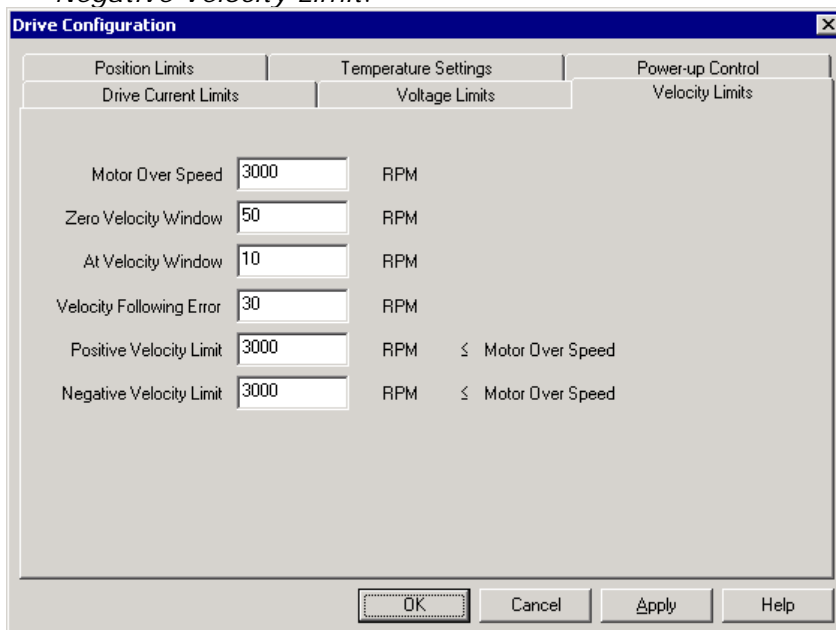 Negative Velocity Limit.
Drive Configuration
Position Limits Temperature Settings Power-up Control
Drive Current Limits Voltage Limits Velocity Limits
Motor Over Speed 3000 RPM
Zero Velocity Window 50 RPM
At Velocity Window 10 RPM
Velocity Following Error 30 RPM
Positive Velocity Limit 3000 RPM ≤ Motor Over Speed
Negative Velocity Limit 3000 RPM ≤ Motor Over Speed
OK Cancel Apply Help